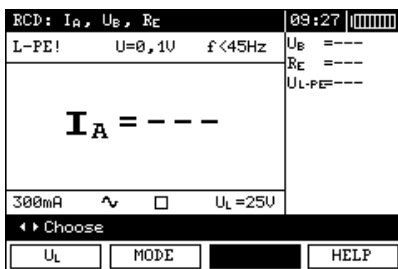 RCD: IA, UB, RE 09:27
L-PE! U=0,1V f<45Hz
UB =---
RE =---
UL-PE=---
IA = ---
300mA UL=25V
Choose
UL MODE HELP